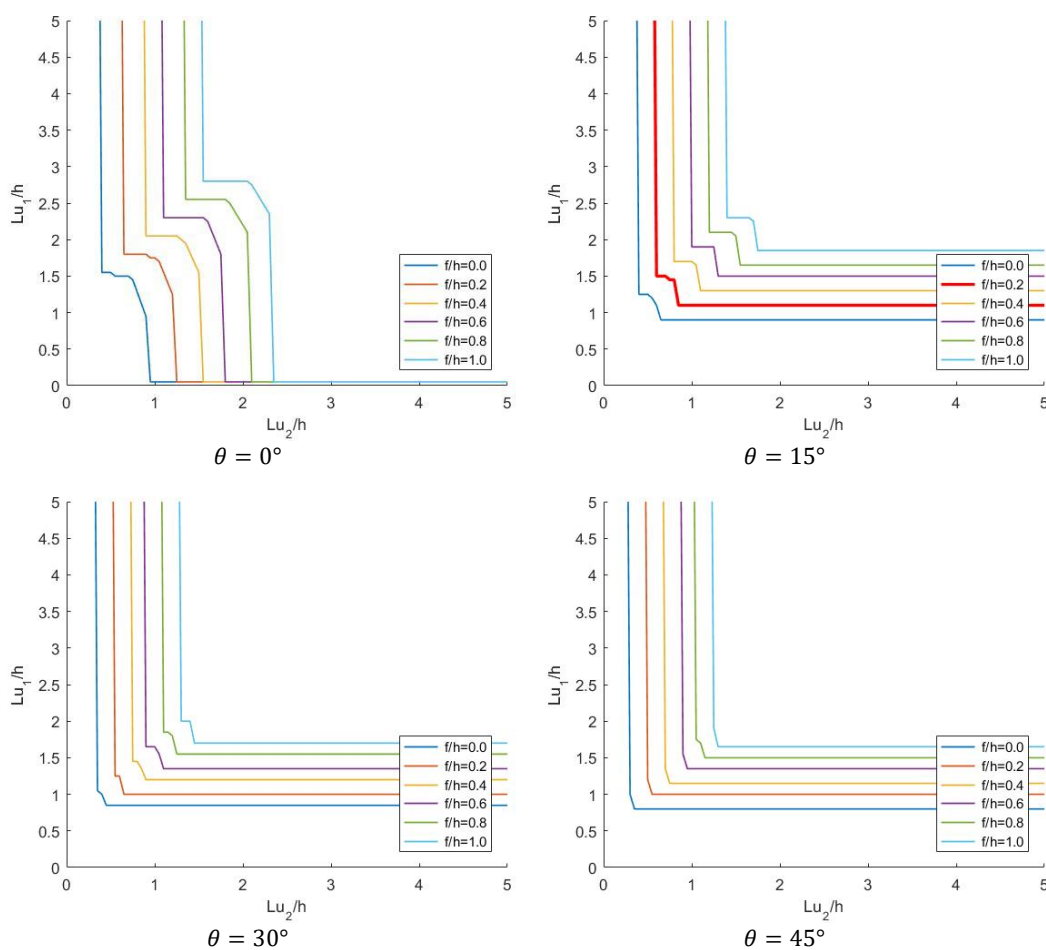 5
4.5
4
3.5
3
2.5
2
1.5
1
0.5
0
Lu₁/h
0 1 2 3 4 5
Lu₂/h
f/h=0.0
f/h=0.2
f/h=0.4
f/h=0.6
f/h=0.8
f/h=1.0
θ = 0°
5
4.5
4
3.5
3
2.5
2
1.5
1
0.5
0
Lu₁/h
0 1 2 3 4 5
Lu₂/h
f/h=0.0
f/h=0.2
f/h=0.4
f/h=0.6
f/h=0.8
f/h=1.0
θ = 15°
5
4.5
4
3.5
3
2.5
2
1.5
1
0.5
0
Lu₁/h
0 1 2 3 4 5
Lu₂/h
f/h=0.0
f/h=0.2
f/h=0.4
f/h=0.6
f/h=0.8
f/h=1.0
θ = 30°
5
4.5
4
3.5
3
2.5
2
1.5
1
0.5
0
Lu₁/h
0 1 2 3 4 5
Lu₂/h
f/h=0.0
f/h=0.2
f/h=0.4
f/h=0.6
f/h=0.8
f/h=1.0
θ = 45°